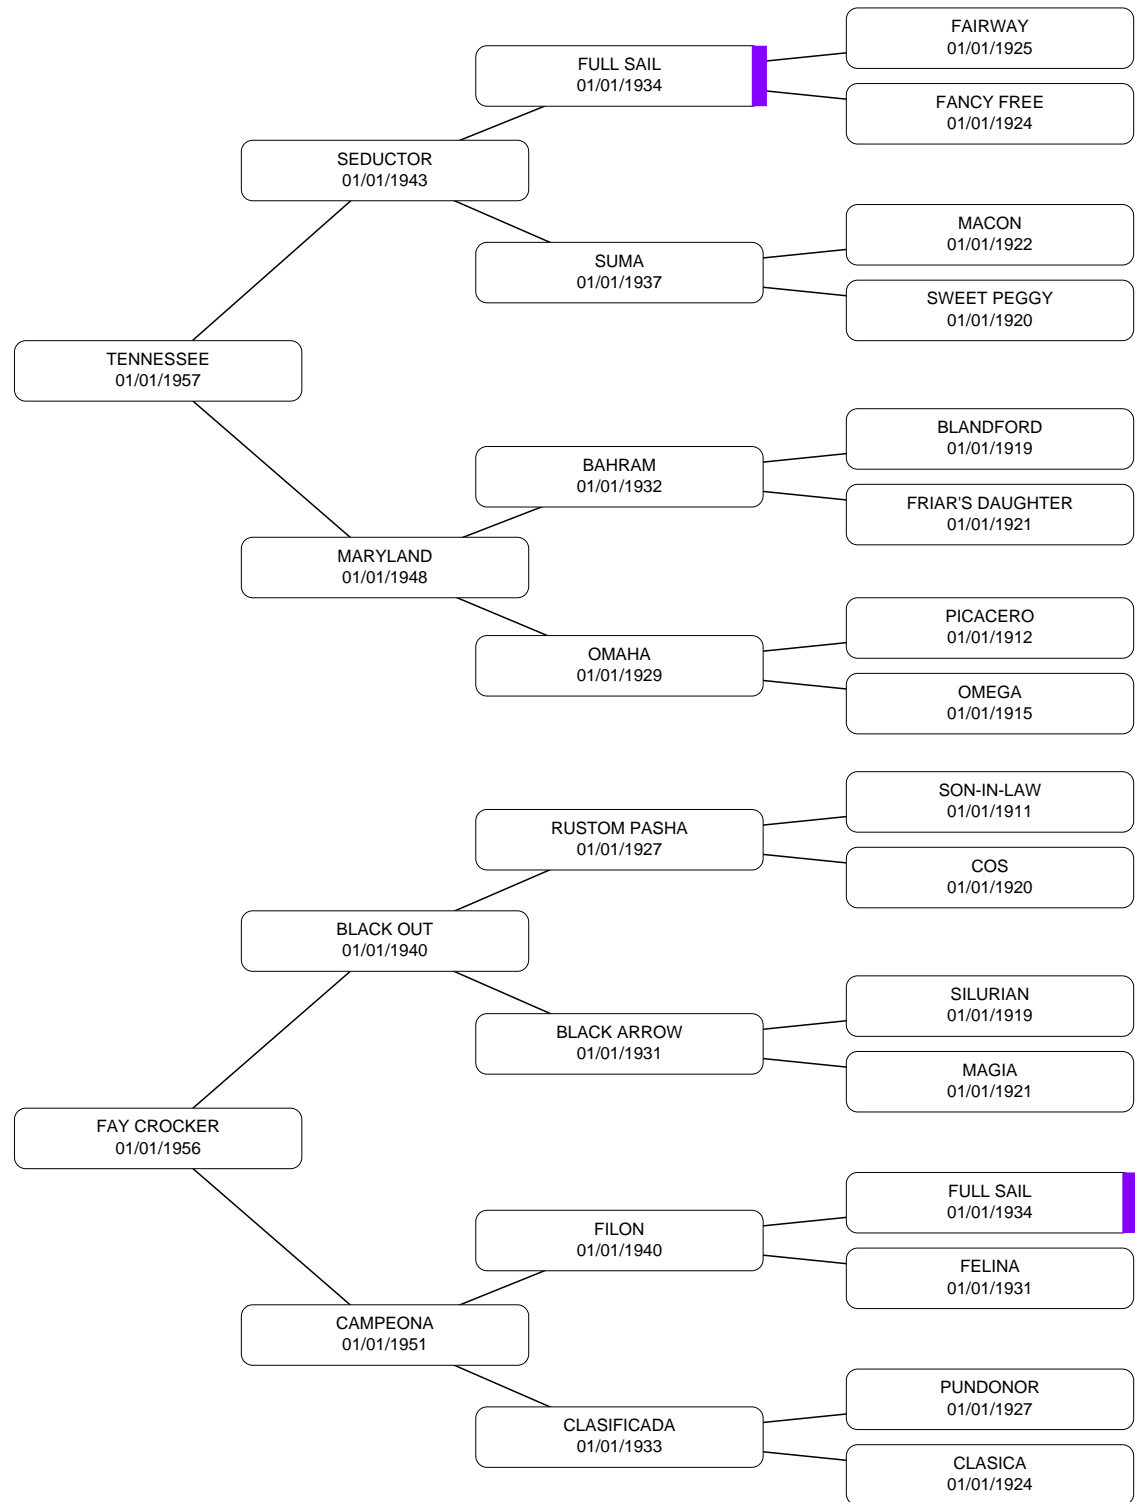 FAIRWAY
01/01/1925
FULL SAIL
01/01/1934
FANCY FREE
01/01/1924
SEDUCTOR
01/01/1943
MACON
01/01/1922
SUMA
01/01/1937
SWEET PEGGY
01/01/1920
TENNESSEE
01/01/1957
BLANDFORD
01/01/1919
BAHRAM
01/01/1932
FRIAR'S DAUGHTER
01/01/1921
MARYLAND
01/01/1948
PICACERO
01/01/1912
OMAHA
01/01/1929
OMEGA
01/01/1915
SON-IN-LAW
01/01/1911
RUSTOM PASHA
01/01/1927
COS
01/01/1920
BLACK OUT
01/01/1940
SILURIAN
01/01/1919
BLACK ARROW
01/01/1931
MAGIA
01/01/1921
FAY CROCKER
01/01/1956
FULL SAIL
01/01/1934
FILON
01/01/1940
FELINA
01/01/1931
CAMPEONA
01/01/1951
PUNDONOR
01/01/1927
CLASIFICADA
01/01/1933
CLASICA
01/01/1924